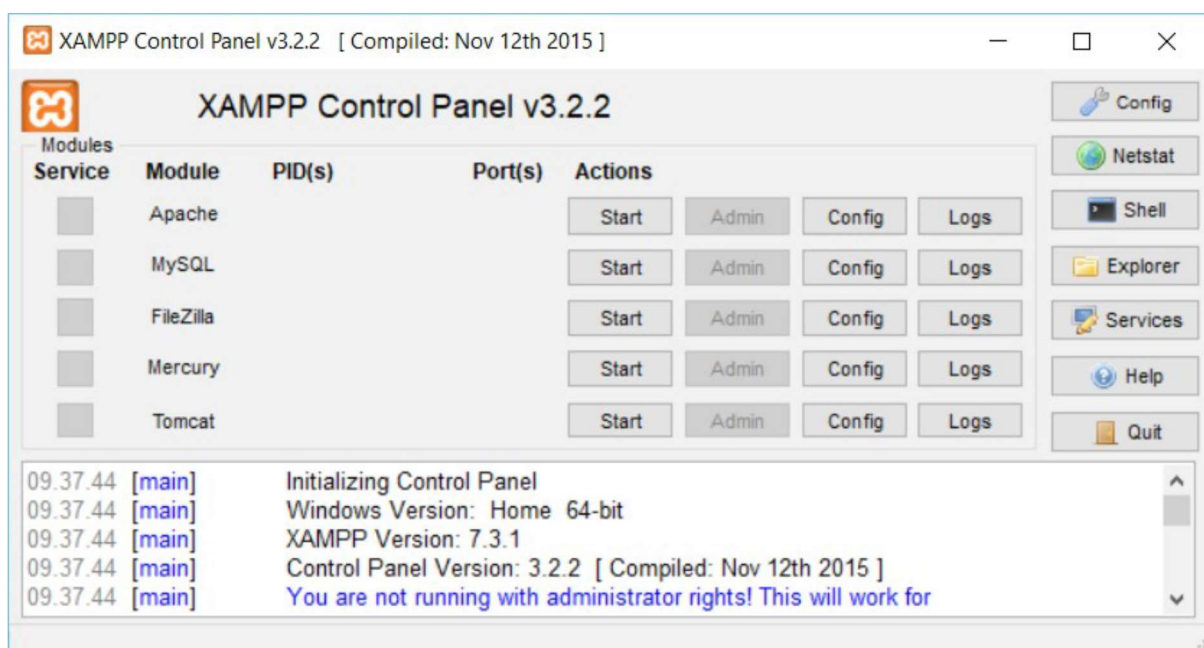 XAMPP Control Panel v3.2.2 [ Compiled: Nov 12th 2015 ]
XAMPP Control Panel v3.2.2
Config
Modules
Netstat
Service Module PID(s) Port(s) Actions
Apache Start Admin Config Logs
Shell
MySQL Start Admin Config Logs
Explorer
FileZilla Start Admin Config Logs
Services
Mercury Start Admin Config Logs
Help
Tomcat Start Admin Config Logs
Quit
09.37.44 [main] Initializing Control Panel
09.37.44 [main] Windows Version: Home 64-bit
09.37.44 [main] XAMPP Version: 7.3.1
09.37.44 [main] Control Panel Version: 3.2.2 [ Compiled: Nov 12th 2015 ]
09.37.44 [main] You are not running with administrator rights! This will work for